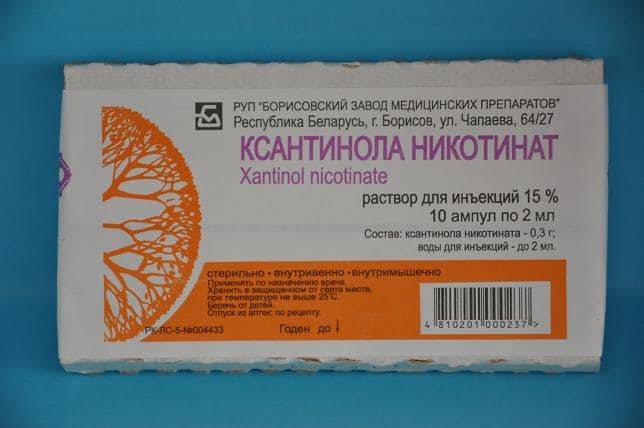 РУП "БОРИСОВСКИЙ ЗАВОД МЕДИЦИНСКИХ ПРЕПАРАТОВ"
Республика Беларусь, г. Борисов, ул. Чапаева, 64/27
КСАНТИНОЛА НИКОТИНАТ
Xantinol nicotinate
раствор для инъекций 15 %
10 ампул по 2 мл
Состав: ксантинола никотината - 0,3 г;
воды для инъекций - до 2 мл.
стерильно • внутривенно • внутримышечно
Применять по назначению врача.
Хранить в защищенном от света месте,
при температуре не выше 25°С.
Беречь от детей.
Отпуск из аптек: по рецепту.
РК-ЛС-5-№004433
Годен до
4 810201 000237 >